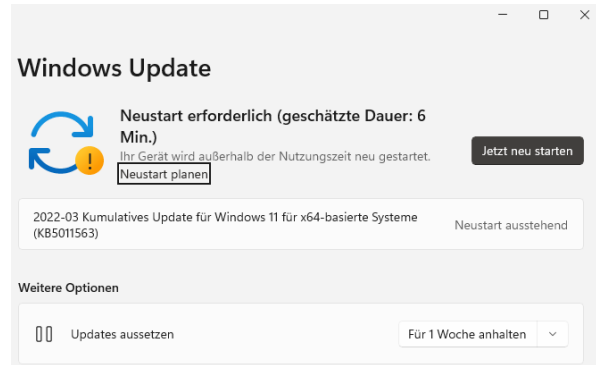 Windows Update
Neustart erforderlich (geschätzte Dauer: 6
Min.)
Ihr Gerät wird außerhalb der Nutzungszeit neu gestartet.
Neustart planen
Jetzt neu starten
2022-03 Kumulatives Update für Windows 11 für x64-basierte Systeme
(KB5011563)
Neustart ausstehend
Weitere Optionen
Updates aussetzen
Für 1 Woche anhalten